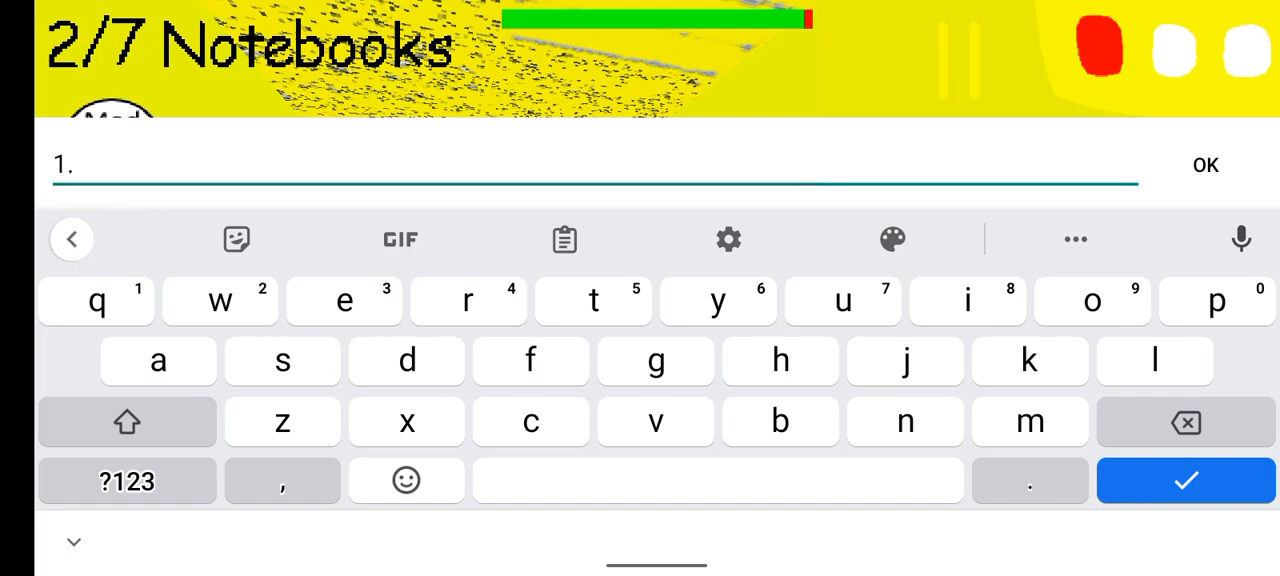 2/7 Notebooks
1.
OK
GIF
q 1 w 2 e 3 r 4 t 5 y 6 u 7 i 8 o 9 p 0
a s d f g h j k l
z x c v b n m
?123 , .